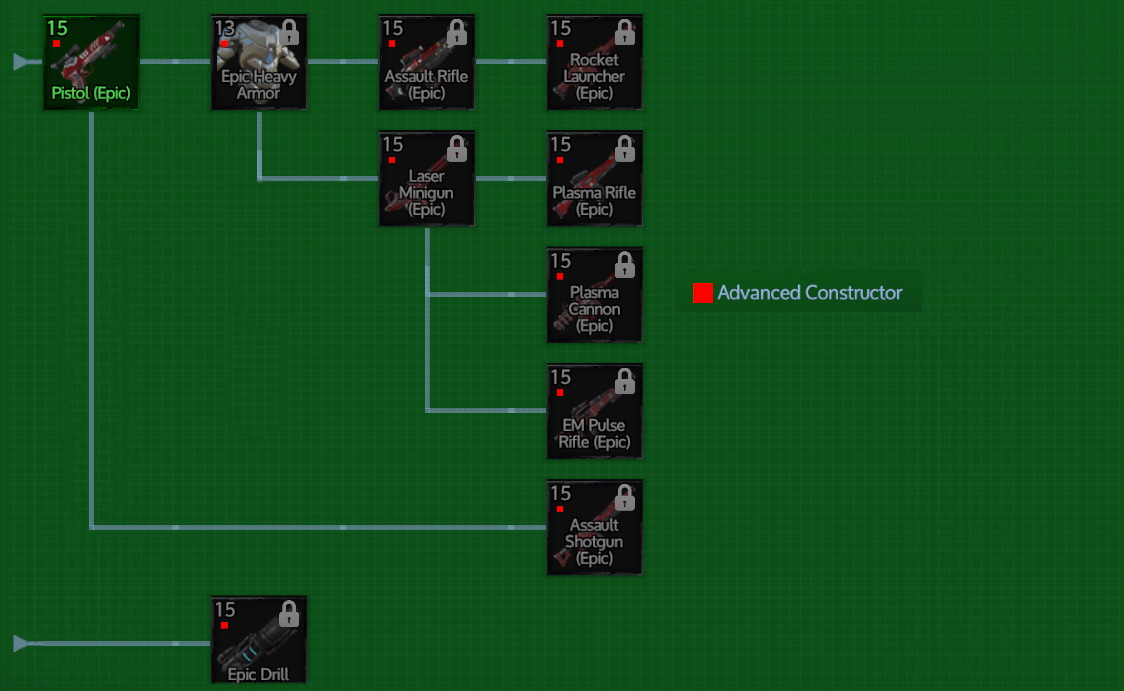 15
Pistol (Epic)
13
Epic Heavy
Armor
15
Assault Rifle
(Epic)
15
Rocket
Launcher
(Epic)
15
Laser
Minigun
(Epic)
15
Plasma Rifle
(Epic)
15
Plasma
Cannon
(Epic)
Advanced Constructor
15
EM Pulse
Rifle (Epic)
15
Assault
Shotgun
(Epic)
15
Epic Drill